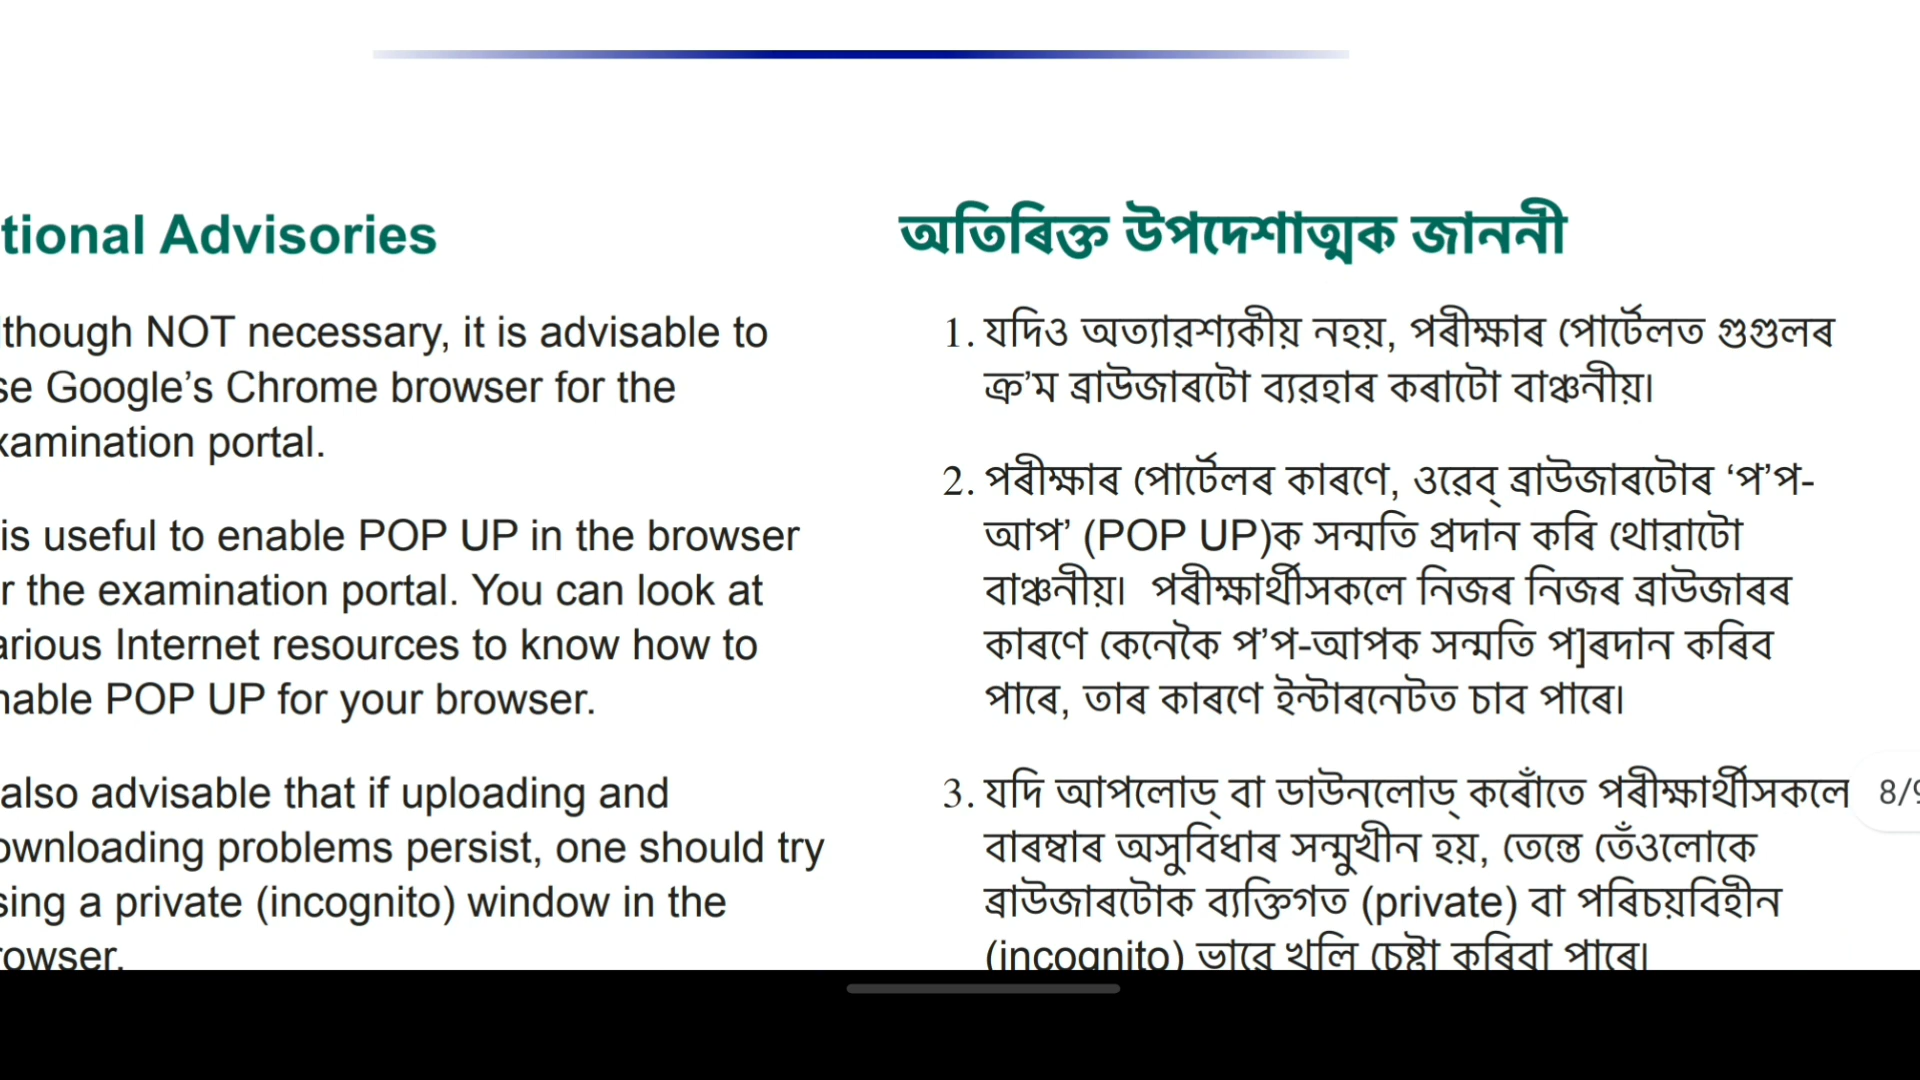 tional Advisories
lthough NOT necessary, it is advisable to
se Google’s Chrome browser for the
xamination portal.
is useful to enable POP UP in the browser
r the examination portal. You can look at
arious Internet resources to know how to
nable POP UP for your browser.
also advisable that if uploading and
ownloading problems persist, one should try
sing a private (incognito) window in the
rowser.
অতিৰিক্ত উপদেশাত্মক জাননী
1. যদিও অত্যাৱশ্যকীয় নহয়, পৰীক্ষাৰ পোৰ্টেলত গুগুলৰ
ক্ৰ’ম ব্ৰাউজাৰটো ব্যৱহাৰ কৰাটো বাঞ্চনীয়।
2. পৰীক্ষাৰ পোৰ্টেলৰ কাৰণে, ওৱেব্ ব্ৰাউজাৰটোৰ ‘প’প-
আপ’ (POP UP)ক সন্মতি প্ৰদান কৰি থোৱাটো
বাঞ্চনীয়। পৰীক্ষাৰ্থীসকলে নিজৰ নিজৰ ব্ৰাউজাৰৰ
কাৰণে কেনেকৈ প’প-আপক সন্মতি প]ৰদান কৰিব
পাৰে, তাৰ কাৰণে ইন্টাৰনেটত চাব পাৰে।
3. যদি আপলোড্ বা ডাউনলোড্ কৰোঁতে পৰীক্ষাৰ্থীসকলে
বাৰম্বাৰ অসুবিধাৰ সন্মুখীন হয়, তেন্তে তেঁওলোকে
ব্ৰাউজাৰটোক ব্যক্তিগত (private) বা পৰিচয়বিহীন
(incognito) ভাৱে খুলি চেষ্টা কৰিবা পাৰে।
8/9